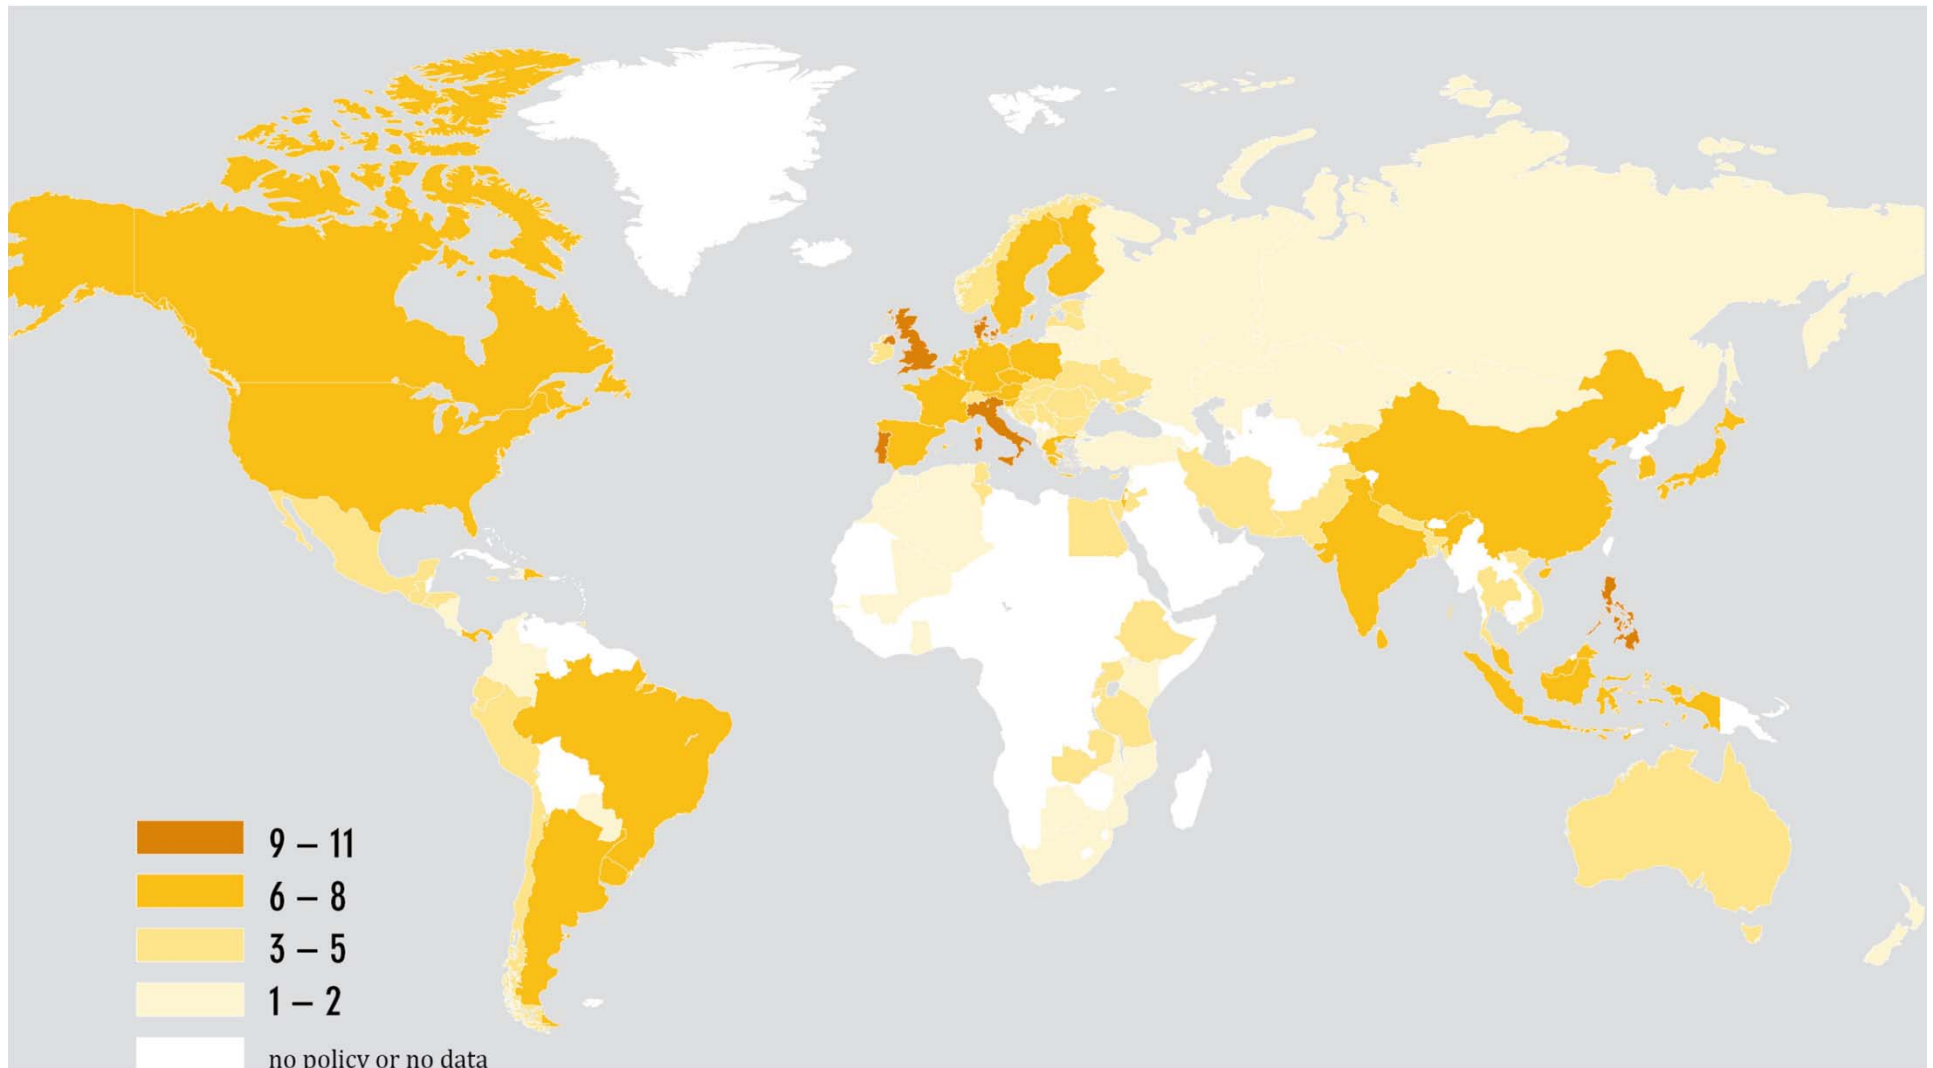 9 – 11
6 – 8
3 – 5
1 – 2
no policy or no data